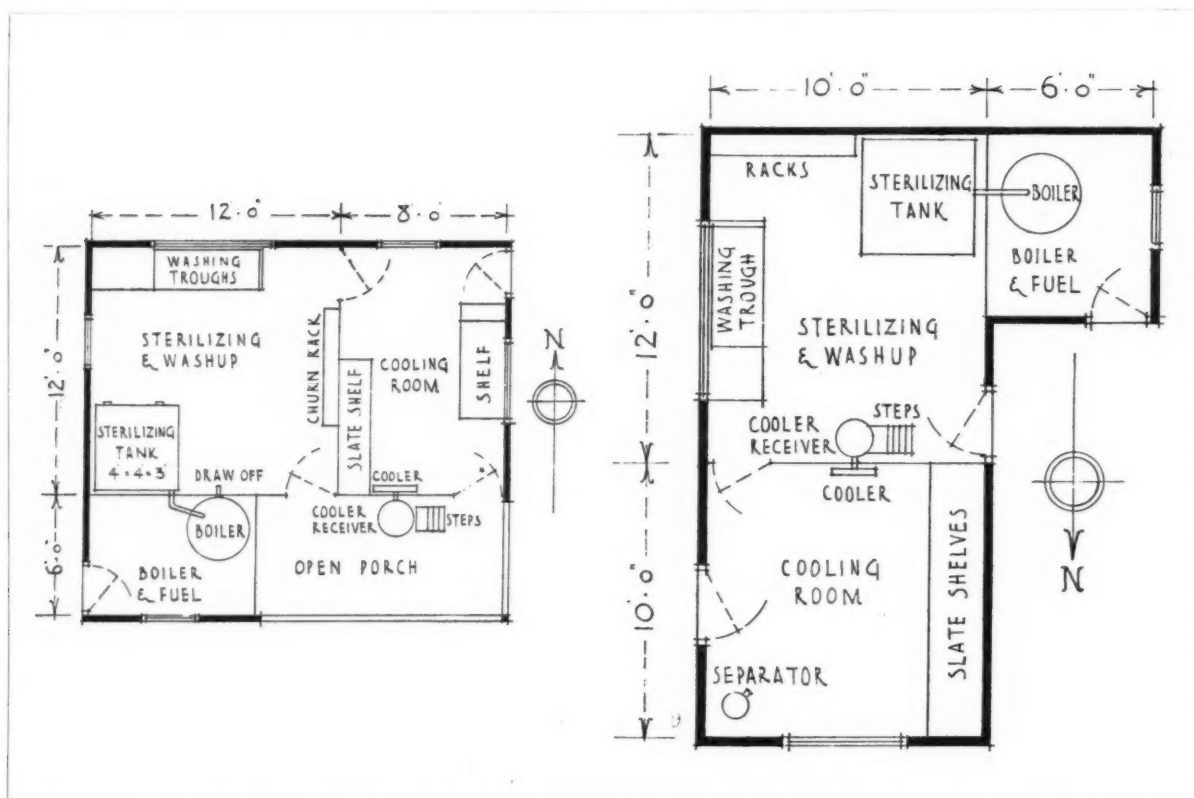 12'·0"
8'·0"
12'·0"
6'·0"
WASHING
TROUGHS
STERILIZING
& WASHUP
CHURN RACK
SLATE SHELF
COOLING
ROOM
SHELF
N
STERILIZING
TANK
4'×4'×3'
DRAW OFF
COOLER
BOILER
COOLER
RECEIVER
STEPS
BOILER
& FUEL
OPEN PORCH
10'·0"
6'·0"
12'·0"
10'·0"
RACKS
STERILIZING
TANK
BOILER
WASHING
TROUGH
BOILER
& FUEL
STERILIZING
& WASHUP
COOLER
RECEIVER
STEPS
COOLER
COOLING
ROOM
SLATE SHELVES
SEPARATOR
N